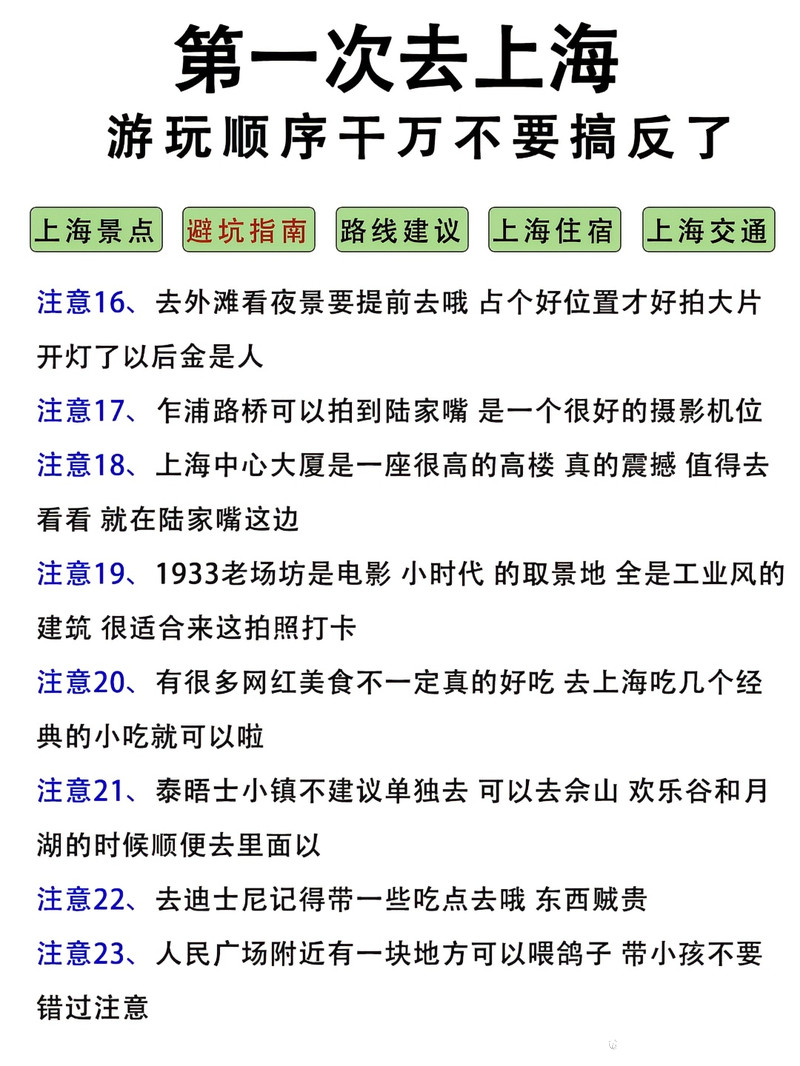 第一次去上海
游玩顺序干万不要搞反了
上海景点 避坑指南 路线建议 上海住宿 上海交通
注意16、去外滩看夜景要提前去哦 占个好位置才好拍大片
开灯了以后金是人
注意17、乍浦路桥可以拍到陆家嘴 是一个很好的摄影机位
注意18、上海中心大厦是一座很高的高楼 真的震撼 值得去
看看 就在陆家嘴这边
注意19、1933老场坊是电影 小时代 的取景地 全是工业风的
建筑 很适合来这拍照打卡
注意20、有很多网红美食不一定真的好吃 去上海吃几个经
典的小吃就可以啦
注意21、泰晤士小镇不建议单独去 可以去佘山 欢乐谷和月
湖的时候顺便去里面以
注意22、去迪士尼记得带一些吃点去哦 东西贼贵
注意23、人民广场附近有一块地方可以喂鸽子 带小孩不要
错过注意